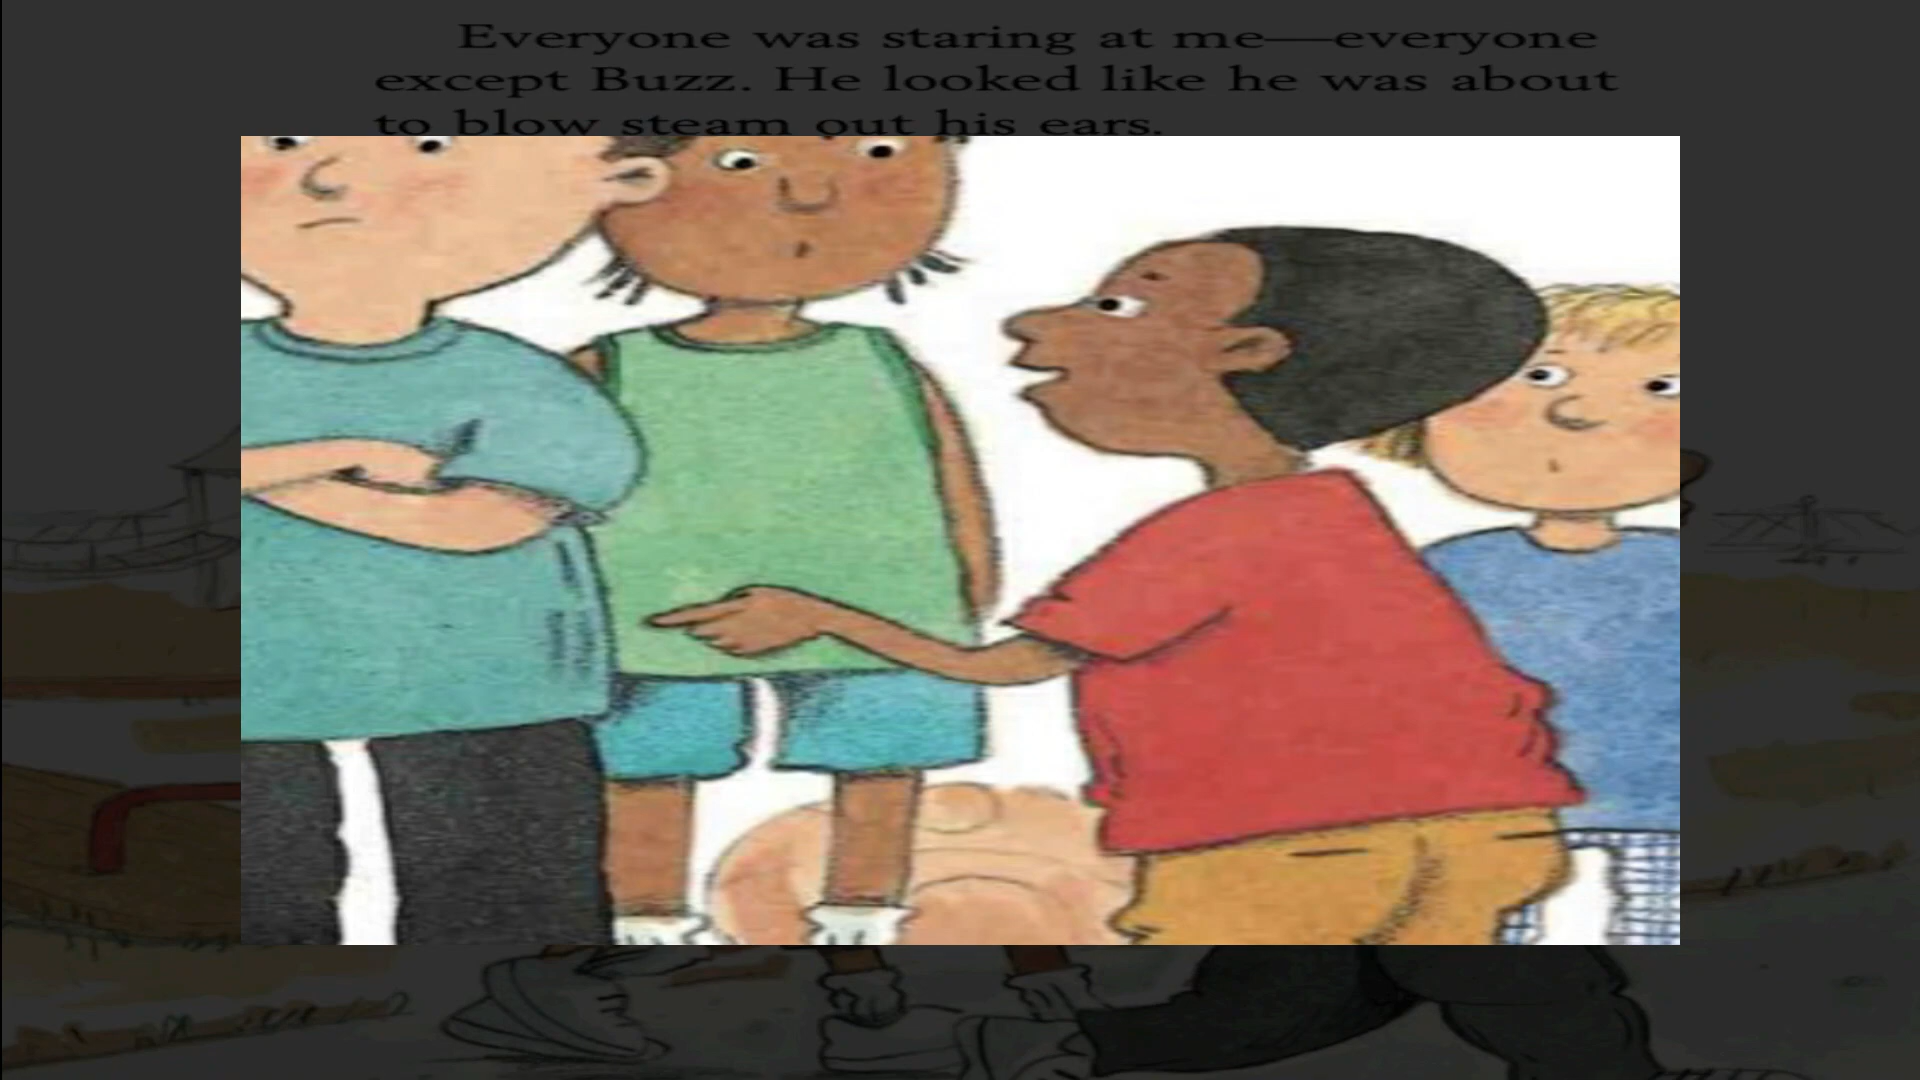 Everyone was staring at me—everyone
except Buzz. He looked like he was about
to blow steam out his ears.